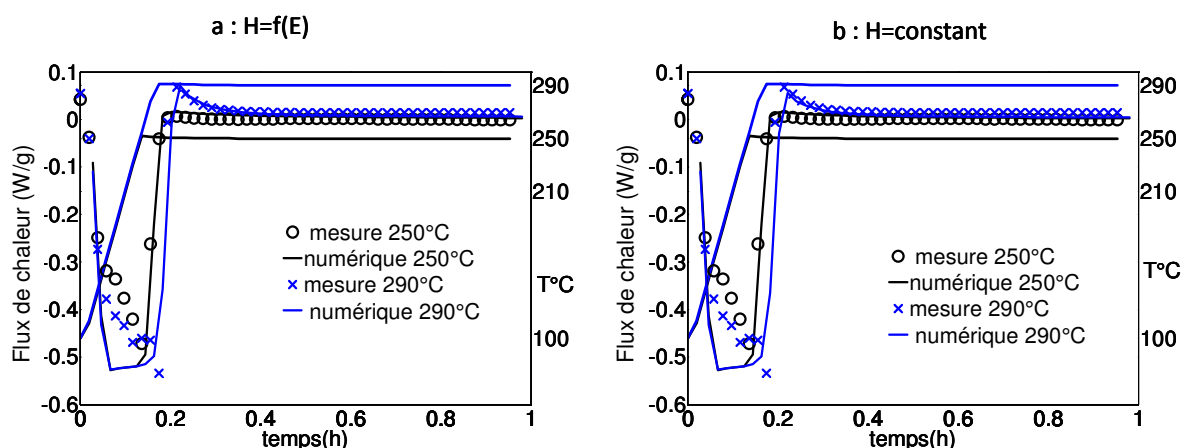 a : H=f(E)
0.1
0
-0.1
-0.2
-0.3
-0.4
-0.5
-0.6
Flux de chaleur (W/g)
290
250
210
T°C
100
mesure 250°C
numérique 250°C
mesure 290°C
numérique 290°C
0 0.2 0.4 0.6 0.8 1
temps(h)
b : H=constant
0.1
0
-0.1
-0.2
-0.3
-0.4
-0.5
-0.6
Flux de chaleur (W/g)
290
250
210
T°C
100
mesure 250°C
numérique 250°C
mesure 290°C
numérique 290°C
0 0.2 0.4 0.6 0.8 1
temps(h)